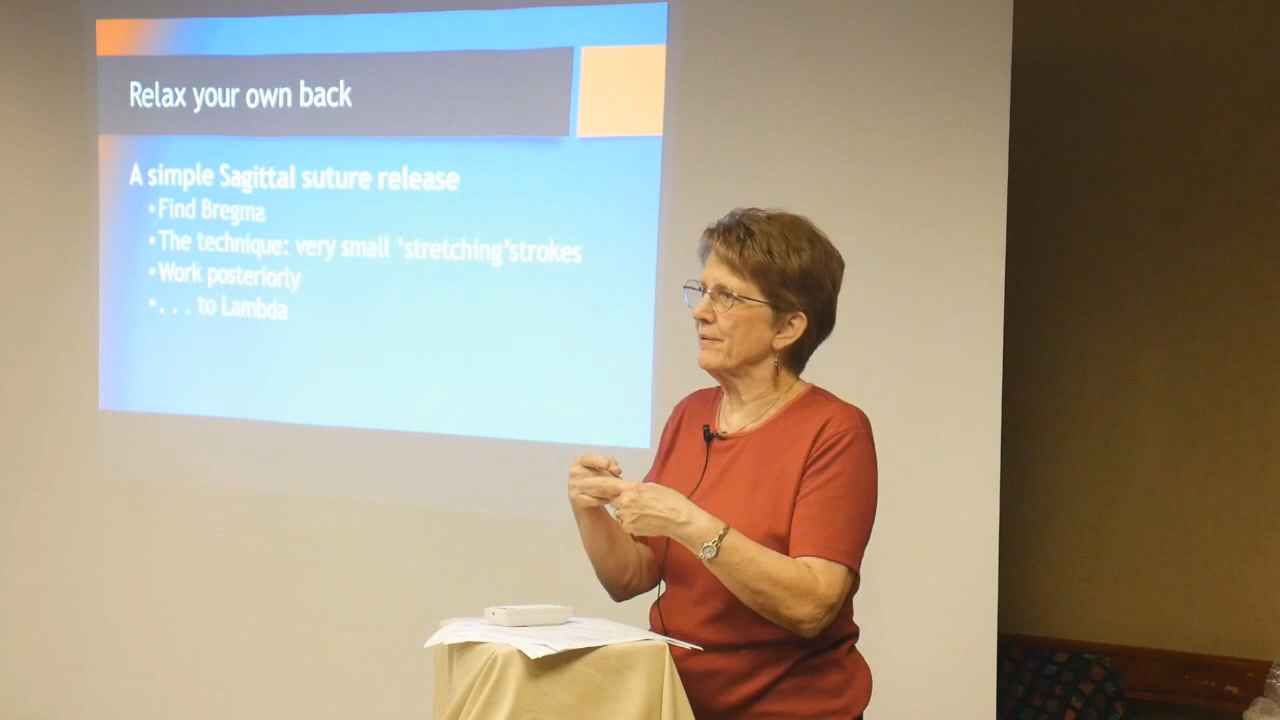 Relax your own back
A simple Sagittal suture release
•Find Bregma
•The technique: very small ‘stretching’strokes
•Work posteriorly
•. . . to Lambda